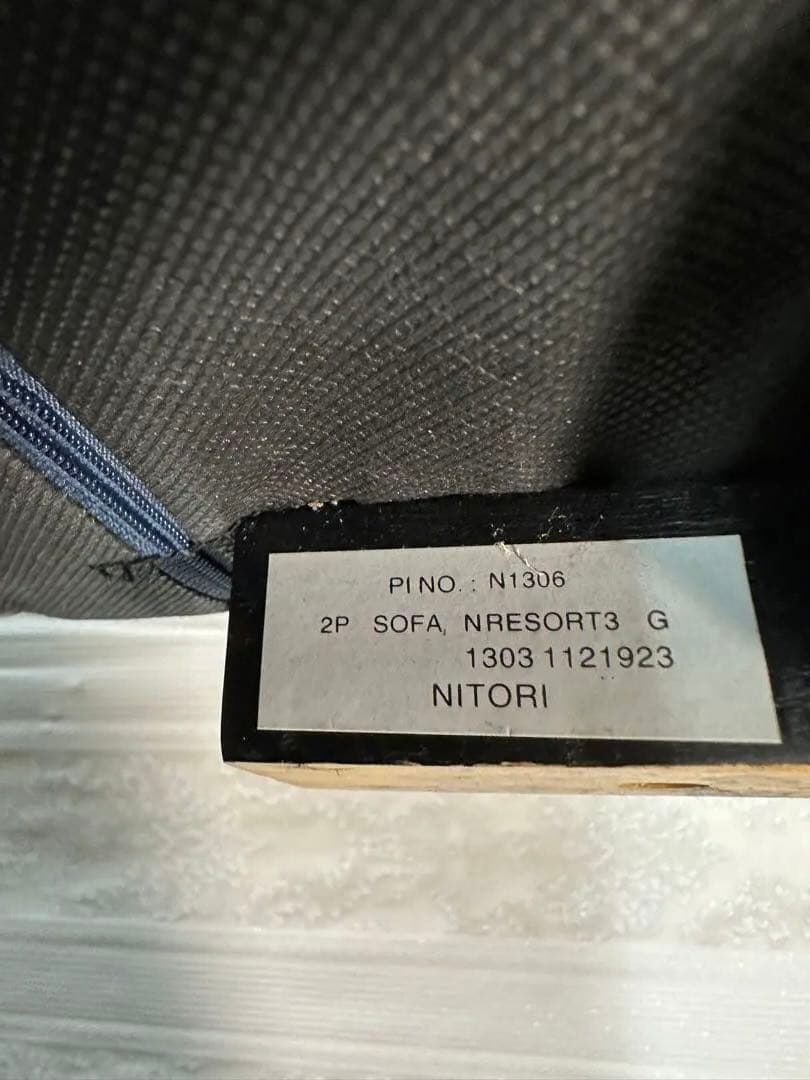 PI NO. : N1306
2P SOFA, NRESORT3 G
1303 1121923
NITORI